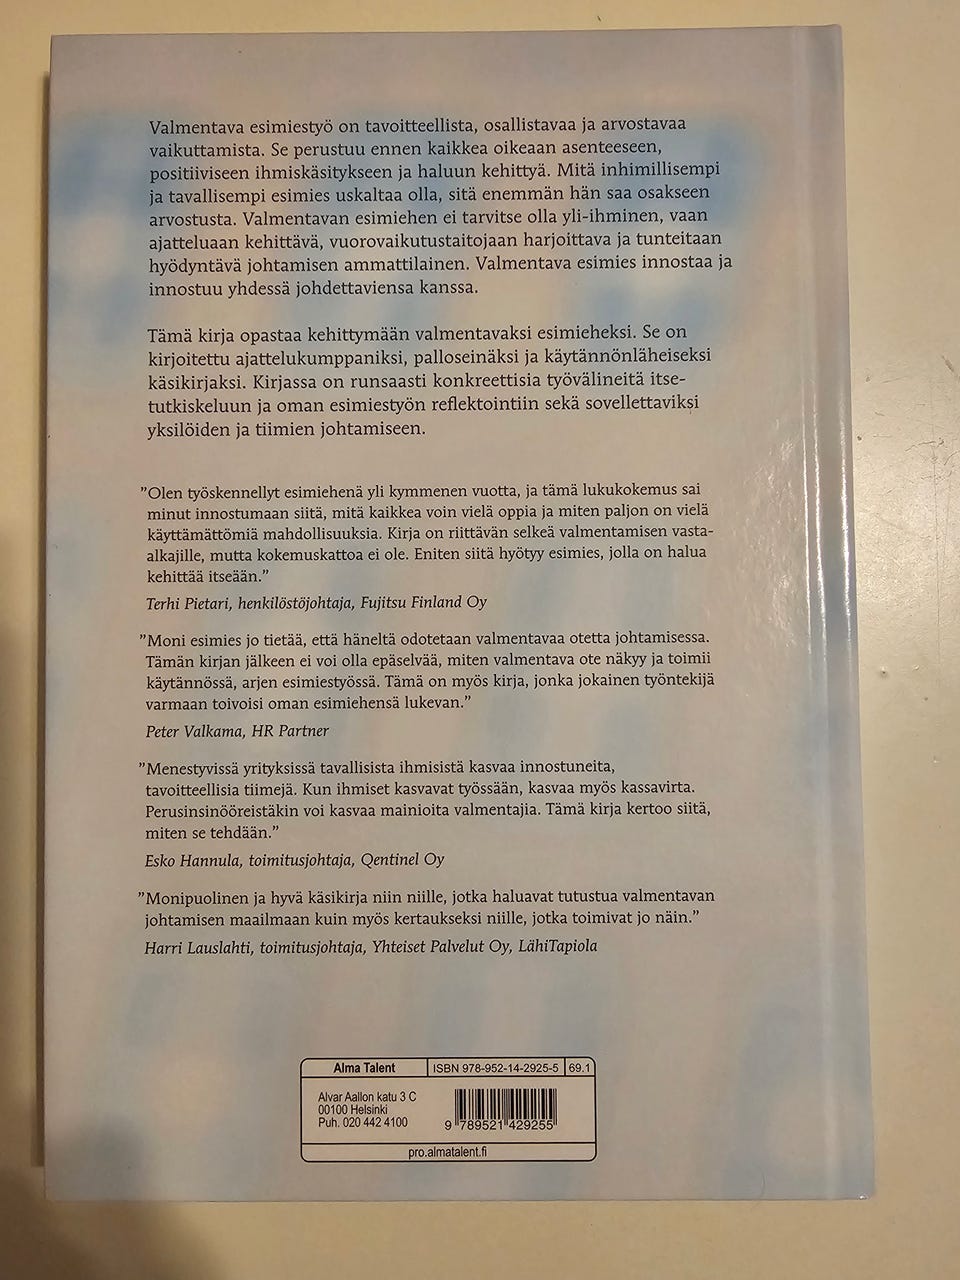 Valmentava esimiestyö on tavoitteellista, osallistavaa ja arvostavaa
vaikuttamista. Se perustuu ennen kaikkea oikeaan asenteeseen,
positiiviseen ihmiskäsitykseen ja haluun kehittyä. Mitä inhimillisempi
ja tavallisempi esimies uskaltaa olla, sitä enemmän hän saa osakseen
arvostusta. Valmentavan esimiehen ei tarvitse olla yli-ihminen, vaan
ajatteluaan kehittävä, vuorovaikutustaitojaan harjoittava ja tunteitaan
hyödyntävä johtamisen ammattilainen. Valmentava esimies innostaa ja
innostuu yhdessä johdettaviensa kanssa.
Tämä kirja opastaa kehittymään valmentavaksi esimieheksi. Se on
kirjoitettu ajattelukumppaniksi, palloseinäksi ja käytännönläheiseksi
käsikirjaksi. Kirjassa on runsaasti konkreettisia työvälineitä itse-
tutkiskeluun ja oman esimiestyön reflektointiin sekä sovellettaviksi
yksilöiden ja tiimien johtamiseen.
”Olen työskennellyt esimiehenä yli kymmenen vuotta, ja tämä lukukokemus sai
minut innostumaan siitä, mitä kaikkea voin vielä oppia ja miten paljon on vielä
käyttämättömiä mahdollisuuksia. Kirja on riittävän selkeä valmentamisen vasta-
alkajille, mutta kokemuskattoa ei ole. Eniten siitä hyötyy esimies, jolla on halua
kehittää itseään.”
Terhi Pietari, henkilöstöjohtaja, Fujitsu Finland Oy
”Moni esimies jo tietää, että häneltä odotetaan valmentavaa otetta johtamisessa.
Tämän kirjan jälkeen ei voi olla epäselvää, miten valmentava ote näkyy ja toimii
käytännössä, arjen esimiestyössä. Tämä on myös kirja, jonka jokainen työntekijä
varmaan toivoisi oman esimiehensä lukevan.”
Peter Valkama, HR Partner
”Menestyvissä yrityksissä tavallisista ihmisistä kasvaa innostuneita,
tavoitteellisia tiimejä. Kun ihmiset kasvavat työssään, kasvaa myös kassavirta.
Perusinsinööreistäkin voi kasvaa mainioita valmentajia. Tämä kirja kertoo siitä,
miten se tehdään.”
Esko Hannula, toimitusjohtaja, Qentinel Oy
”Monipuolinen ja hyvä käsikirja niin niille, jotka haluavat tutustua valmentavan
johtamisen maailmaan kuin myös kertaukseksi niille, jotka toimivat jo näin.”
Harri Lauslahti, toimitusjohtaja, Yhteiset Palvelut Oy, LähiTapiola
Alma Talent ISBN 978-952-14-2925-5 69.1
Alvar Aallon katu 3 C
00100 Helsinki
Puh. 020 442 4100
9 789521 429255
pro.almatalent.fi